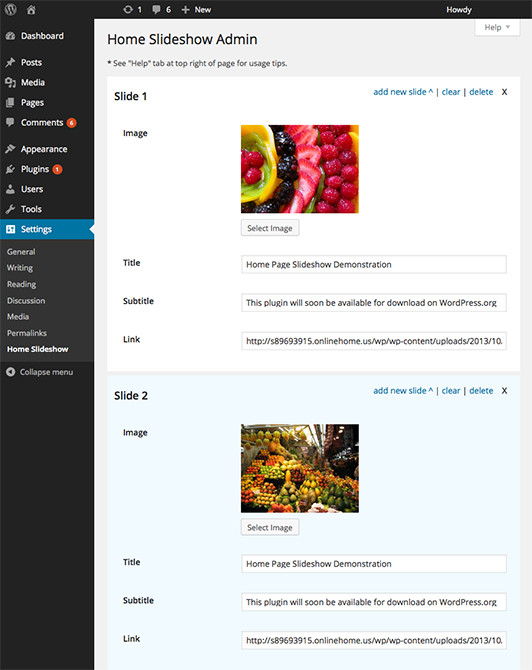 1 6 + New Howdy
Help ▼
Dashboard
Posts
Media
Pages
Comments 6
Appearance
Plugins 1
Users
Tools
Settings
General
Writing
Reading
Discussion
Media
Permalinks
Home Slideshow
Collapse menu
Home Slideshow Admin
* See "Help" tab at top right of page for usage tips.
Slide 1 add new slide ^ | clear | delete X
Image
Select Image
Title Home Page Slideshow Demonstration
Subtitle This plugin will soon be available for download on WordPress.org
Link http://s89693915.onlinehome.us/wp/wp-content/uploads/2013/10.
Slide 2 add new slide ^ | clear | delete X
Image
Select Image
Title Home Page Slideshow Demonstration
Subtitle This plugin will soon be available for download on WordPress.org
Link http://s89693915.onlinehome.us/wp/wp-content/uploads/2013/10.